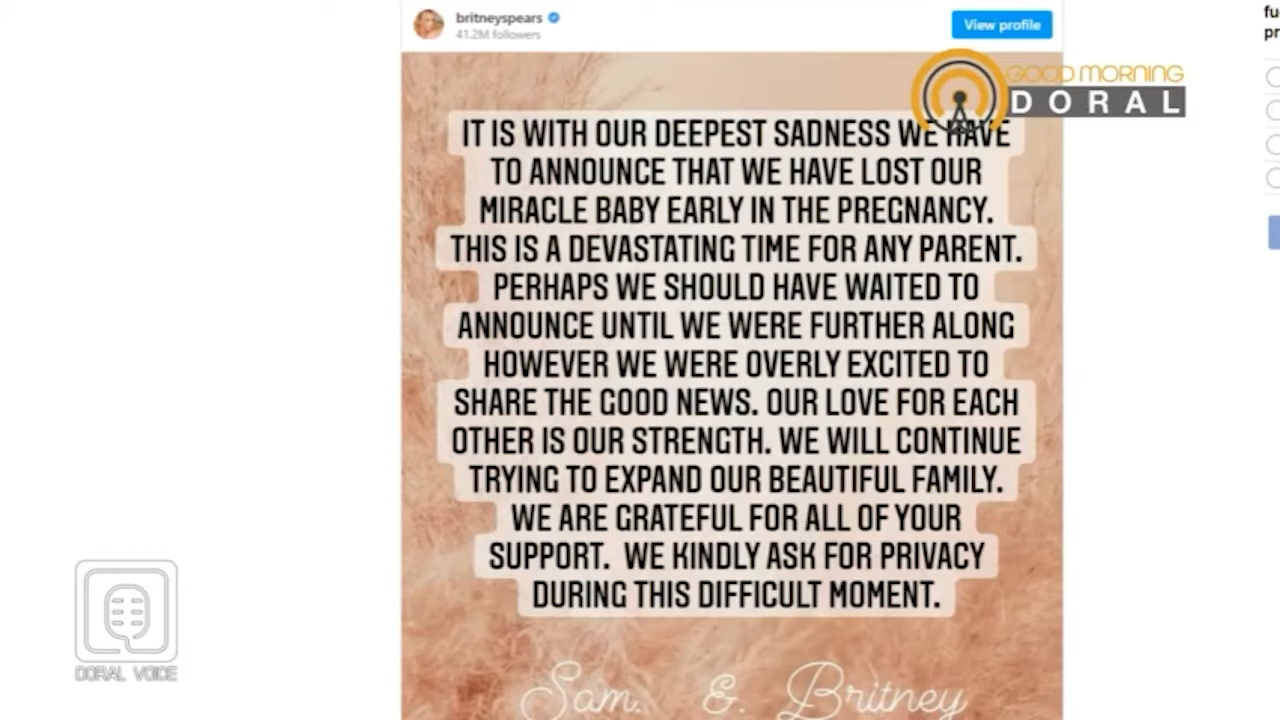 britneyspears
41.2M followers
View profile
fu
pr
GOOD MORNING
DORAL
IT IS WITH OUR DEEPEST SADNESS WE HAVE
TO ANNOUNCE THAT WE HAVE LOST OUR
MIRACLE BABY EARLY IN THE PREGNANCY.
THIS IS A DEVASTATING TIME FOR ANY PARENT.
PERHAPS WE SHOULD HAVE WAITED TO
ANNOUNCE UNTIL WE WERE FURTHER ALONG
HOWEVER WE WERE OVERLY EXCITED TO
SHARE THE GOOD NEWS. OUR LOVE FOR EACH
OTHER IS OUR STRENGTH. WE WILL CONTINUE
TRYING TO EXPAND OUR BEAUTIFUL FAMILY.
WE ARE GRATEFUL FOR ALL OF YOUR
SUPPORT. WE KINDLY ASK FOR PRIVACY
DURING THIS DIFFICULT MOMENT.
Sam. &. Britney
DORAL VOICE